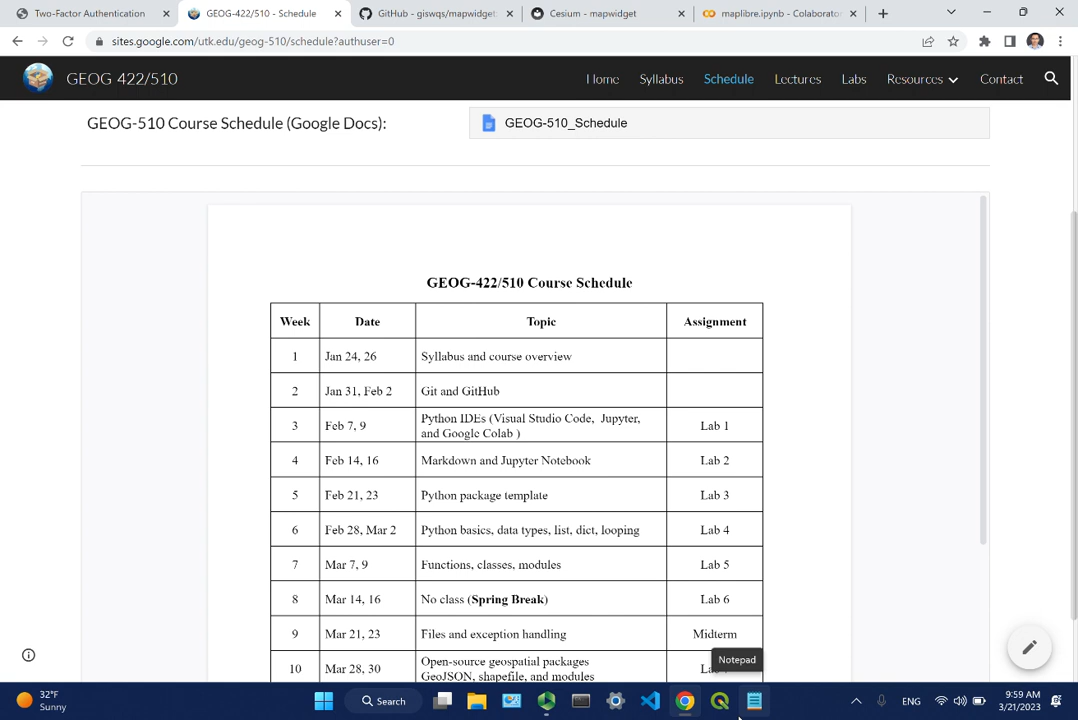 Two-Factor Authentication
GEOG-422/510 - Schedule
GitHub - giswqs/mapwidget:
Cesium - mapwidget
maplibre.ipynb - Colaborator
sites.google.com/utk.edu/geog-510/schedule?authuser=0
GEOG 422/510
Home
Syllabus
Schedule
Lectures
Labs
Resources
Contact
GEOG-510 Course Schedule (Google Docs):
GEOG-510_Schedule
GEOG-422/510 Course Schedule
Week Date Topic Assignment
1 Jan 24, 26 Syllabus and course overview
2 Jan 31, Feb 2 Git and GitHub
3 Feb 7, 9 Python IDEs (Visual Studio Code, Jupyter,
and Google Colab ) Lab 1
4 Feb 14, 16 Markdown and Jupyter Notebook Lab 2
5 Feb 21, 23 Python package template Lab 3
6 Feb 28, Mar 2 Python basics, data types, list, dict, looping Lab 4
7 Mar 7, 9 Functions, classes, modules Lab 5
8 Mar 14, 16 No class (Spring Break) Lab 6
9 Mar 21, 23 Files and exception handling Midterm
10 Mar 28, 30 Open-source geospatial packages
GeoJSON, shapefile, and modules
Notepad
32°F
Sunny
Search
ENG
9:59 AM
3/21/2023